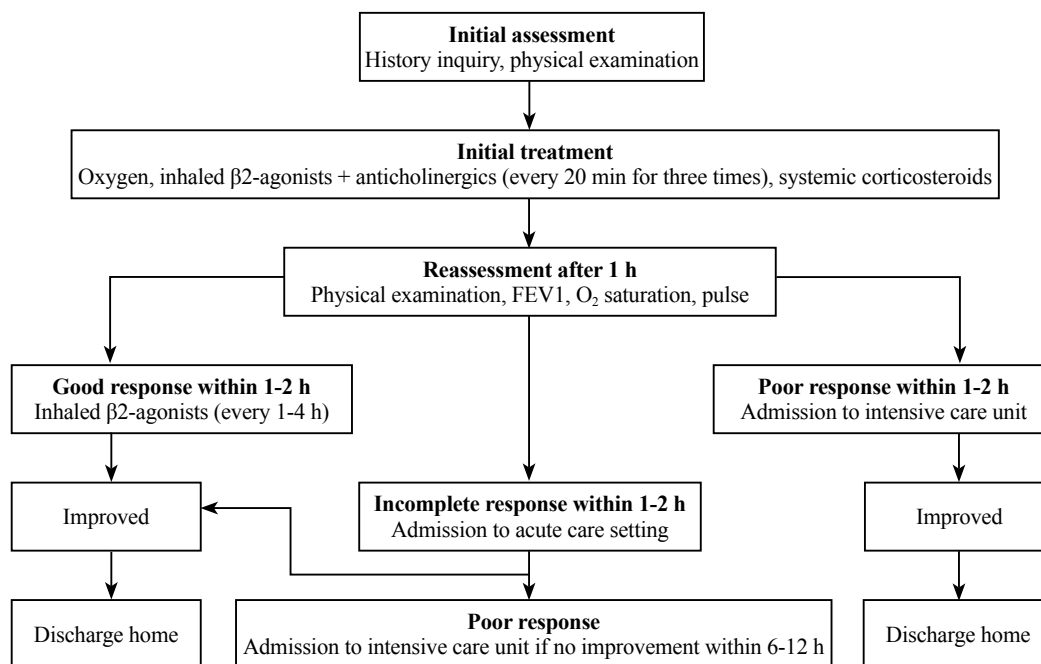 Initial assessment
History inquiry, physical examination
Initial treatment
Oxygen, inhaled β2-agonists + anticholinergics (every 20 min for three times), systemic corticosteroids
Reassessment after 1 h
Physical examination, FEV1, O₂ saturation, pulse
Good response within 1-2 h
Inhaled β2-agonists (every 1-4 h)
Poor response within 1-2 h
Admission to intensive care unit
Improved
Incomplete response within 1-2 h
Admission to acute care setting
Improved
Discharge home
Poor response
Admission to intensive care unit if no improvement within 6-12 h
Discharge home